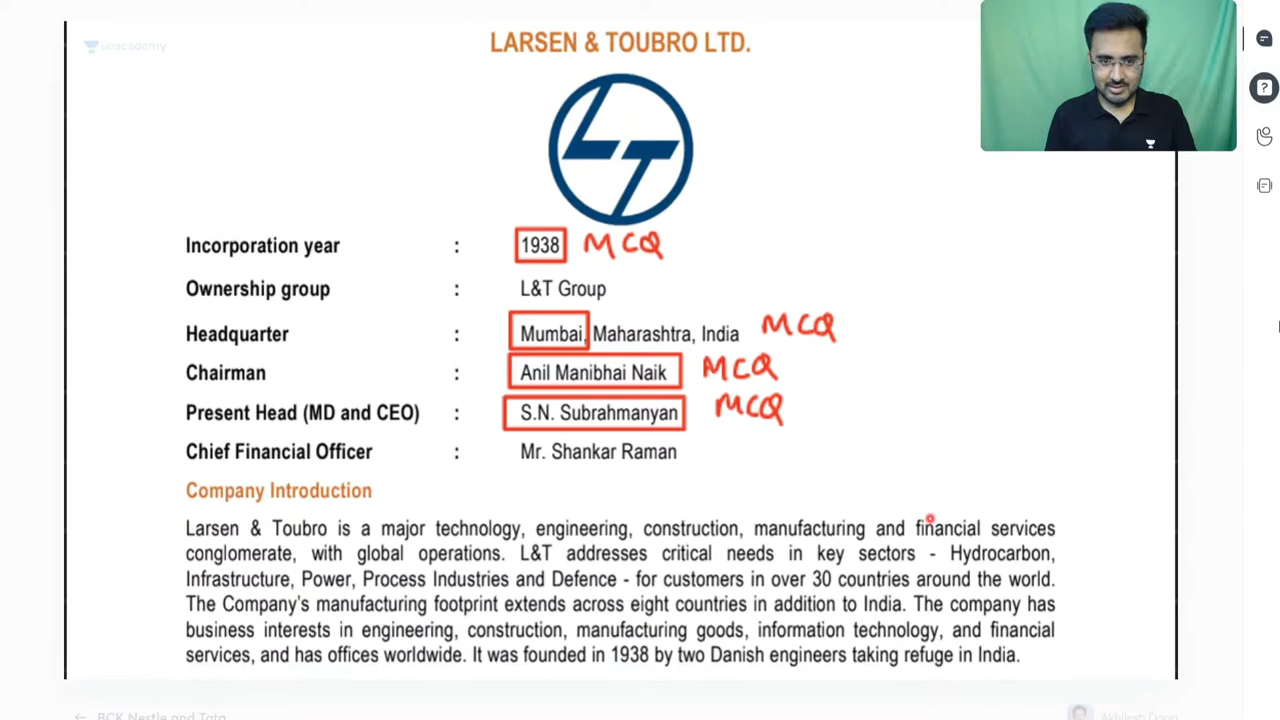 unacademy
LARSEN & TOUBRO LTD.
LT
Incorporation year : 1938 MCQ
Ownership group : L&T Group
Headquarter : Mumbai, Maharashtra, India MCQ
Chairman : Anil Manibhai Naik MCQ
Present Head (MD and CEO) : S.N. Subrahmanyan MCQ
Chief Financial Officer : Mr. Shankar Raman
Company Introduction
Larsen & Toubro is a major technology, engineering, construction, manufacturing and financial services
conglomerate, with global operations. L&T addresses critical needs in key sectors - Hydrocarbon,
Infrastructure, Power, Process Industries and Defence - for customers in over 30 countries around the world.
The Company's manufacturing footprint extends across eight countries in addition to India. The company has
business interests in engineering, construction, manufacturing goods, information technology, and financial
services, and has offices worldwide. It was founded in 1938 by two Danish engineers taking refuge in India.
BCK Nestle and Tata